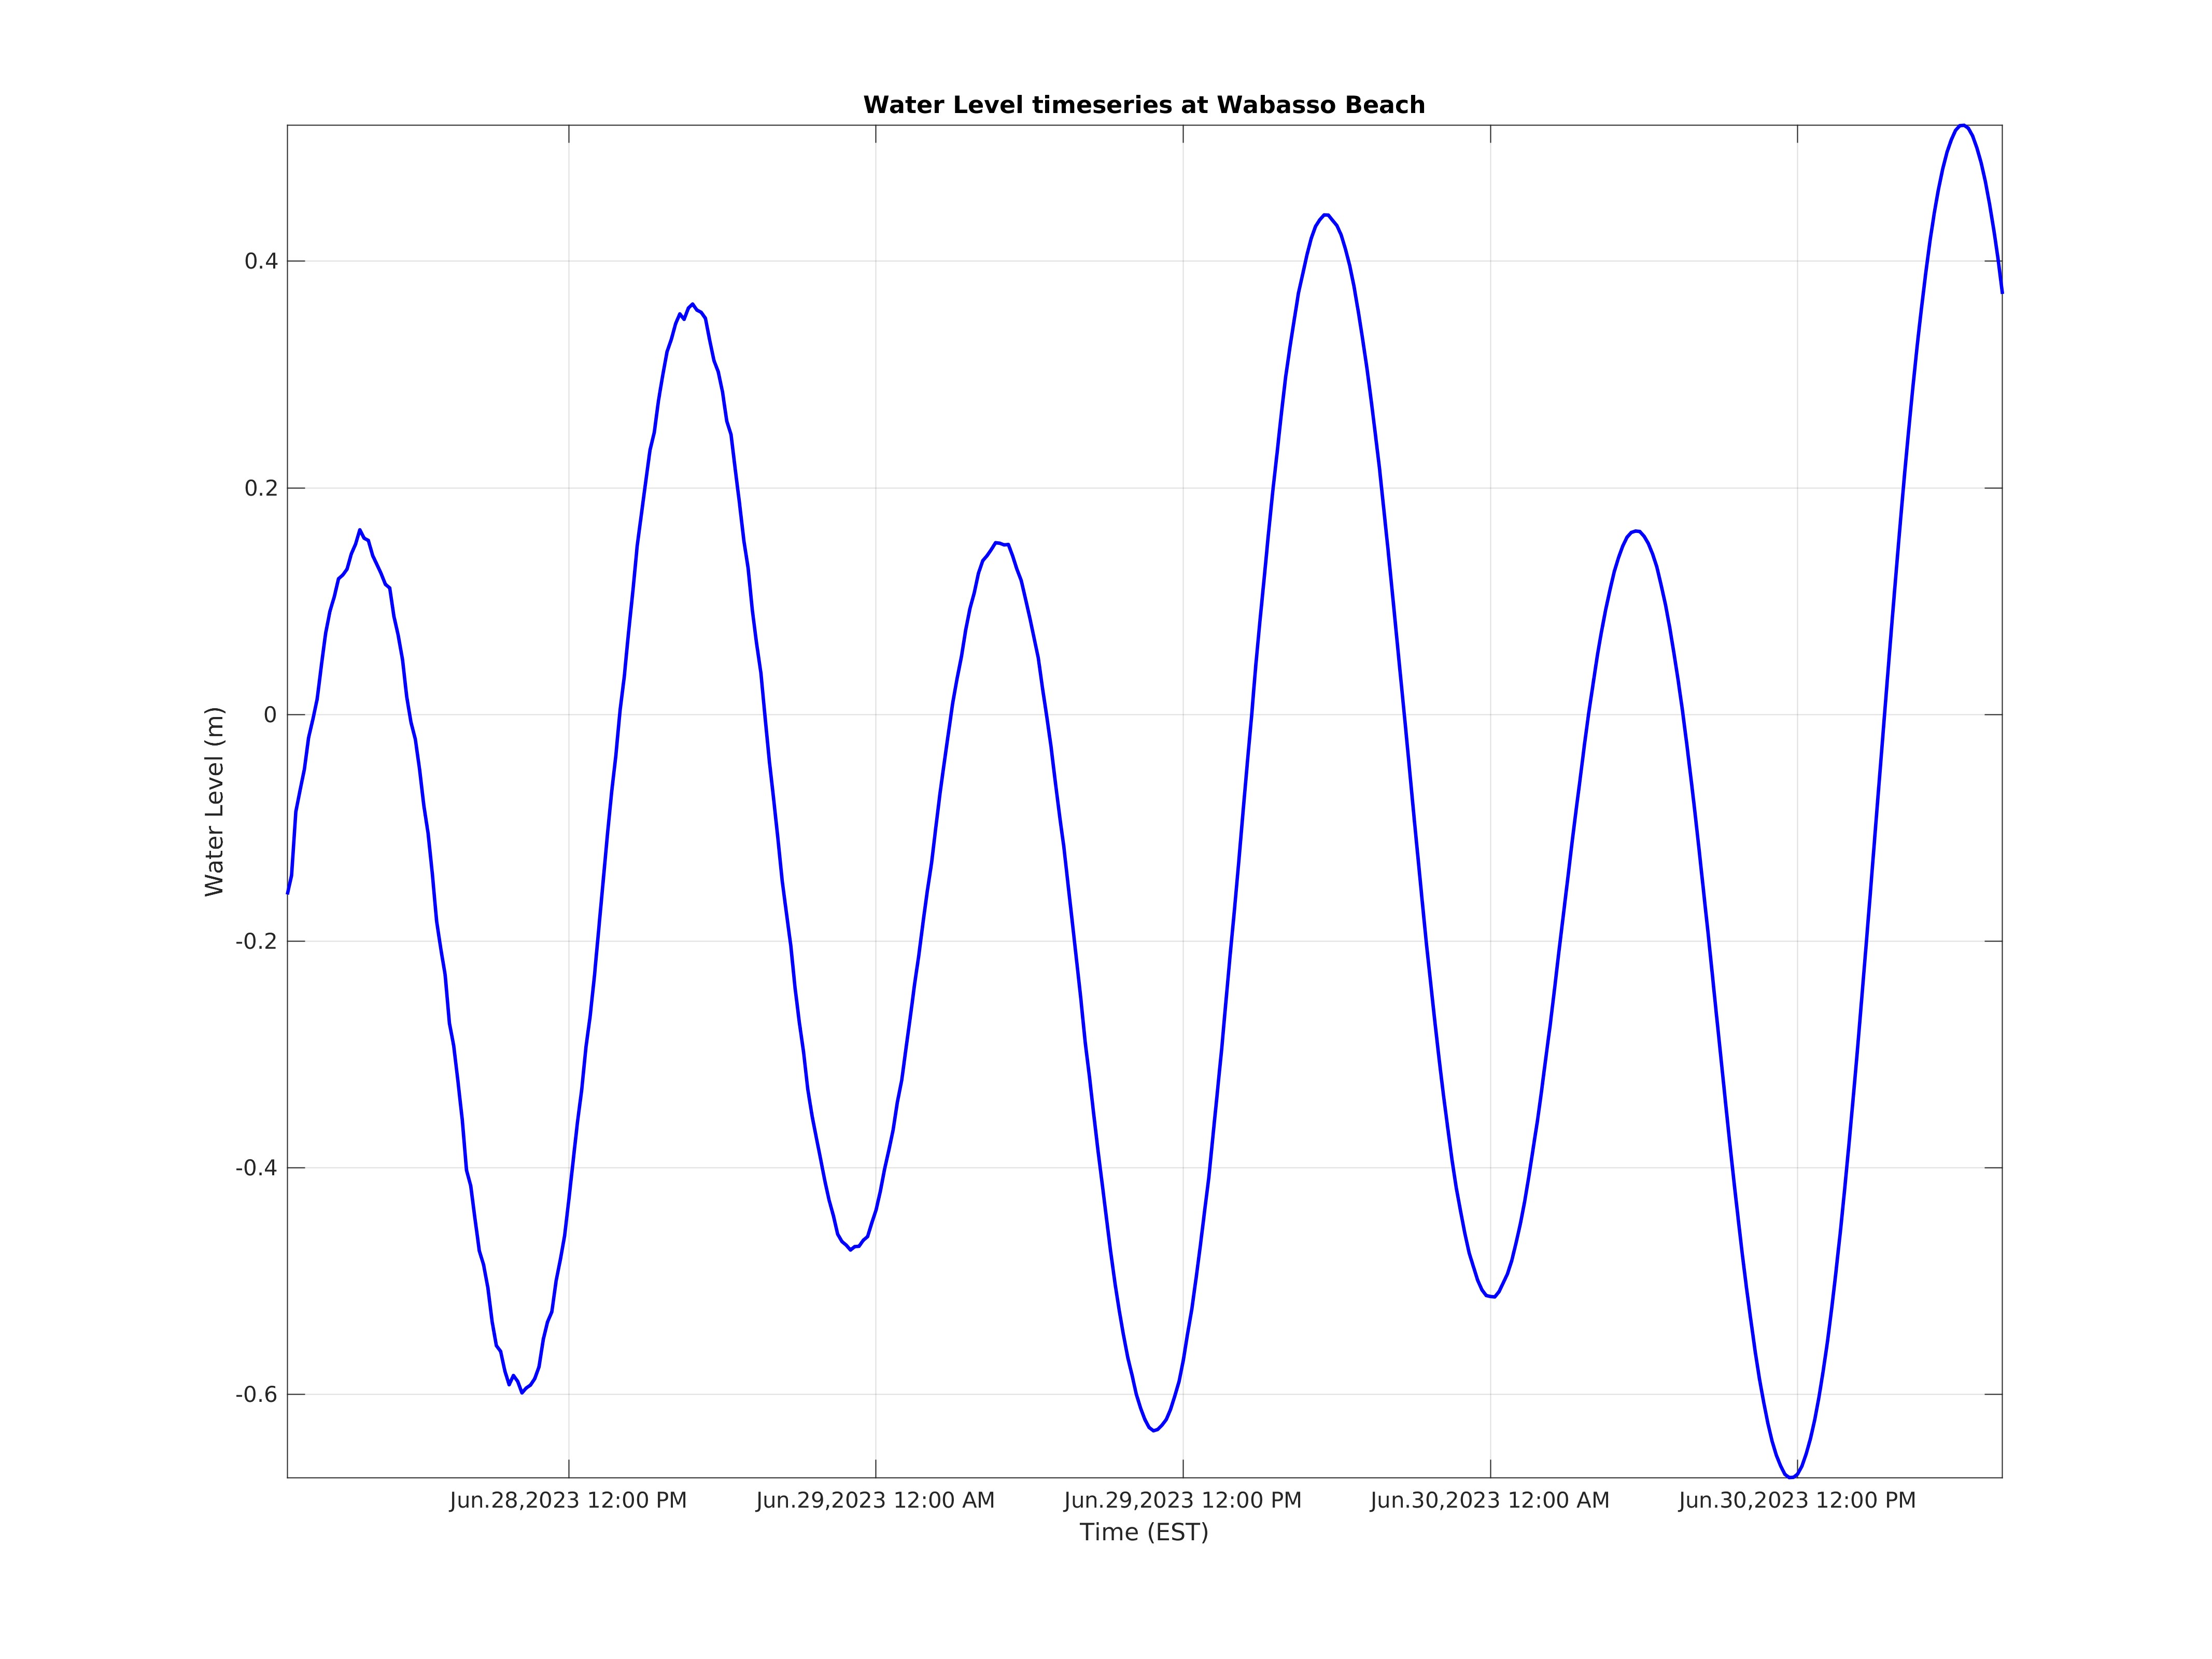 Water Level timeseries at Wabasso Beach
0.4
0.2
0
-0.2
-0.4
-0.6
Water Level (m)
Jun.28,2023 12:00 PM
Jun.29,2023 12:00 AM
Jun.29,2023 12:00 PM
Jun.30,2023 12:00 AM
Jun.30,2023 12:00 PM
Time (EST)